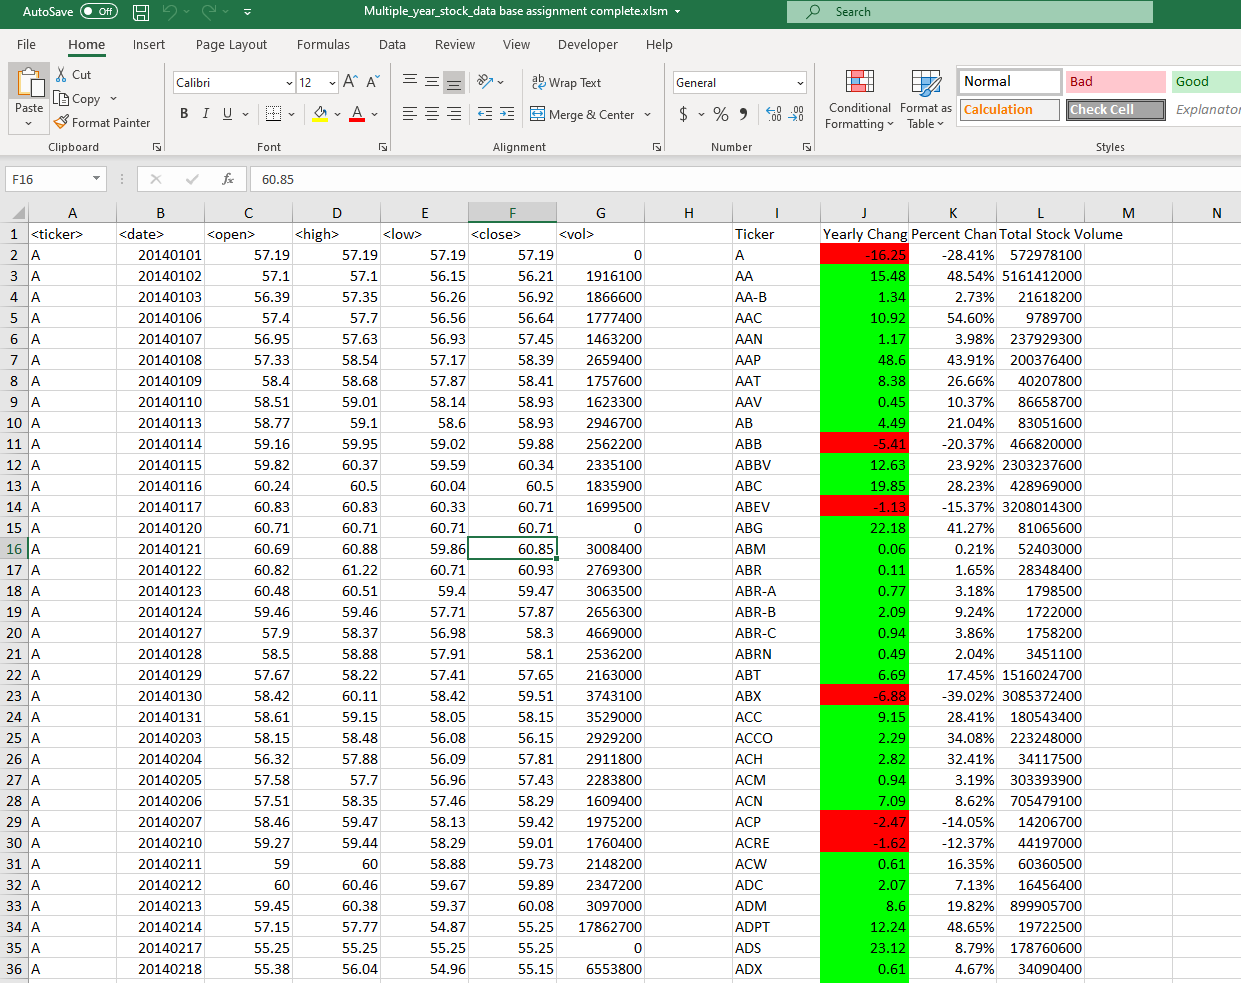 AutoSave Off Multiple_year_stock_data base assignment complete.xlsm Search
File Home Insert Page Layout Formulas Data Review View Developer Help
Paste Cut Copy Format Painter Clipboard
Calibri 12 A A B I U A Font
ab Wrap Text Merge & Center Alignment
General $ % 9 .00 .00 Number
Conditional Formatting Format as Table Normal Bad Good Calculation Check Cell Explanator Styles
F16 fx 60.85
A B C D E F G H I J K L M N
1 <ticker> <date> <open> <high> <low> <close> <vol> Ticker Yearly Chang Percent Chan Total Stock Volume
2 A 20140101 57.19 57.19 57.19 57.19 0 A -16.25 -28.41% 572978100
3 A 20140102 57.1 57.1 56.15 56.21 1916100 AA 15.48 48.54% 5161412000
4 A 20140103 56.39 57.35 56.26 56.92 1866600 AA-B 1.34 2.73% 21618200
5 A 20140106 57.4 57.7 56.56 56.64 1777400 AAC 10.92 54.60% 9789700
6 A 20140107 56.95 57.63 56.93 57.45 1463200 AAN 1.17 3.98% 237929300
7 A 20140108 57.33 58.54 57.17 58.39 2659400 AAP 48.6 43.91% 200376400
8 A 20140109 58.4 58.68 57.87 58.41 1757600 AAT 8.38 26.66% 40207800
9 A 20140110 58.51 59.01 58.14 58.93 1623300 AAV 0.45 10.37% 86658700
10 A 20140113 58.77 59.1 58.6 58.93 2946700 AB 4.49 21.04% 83051600
11 A 20140114 59.16 59.95 59.02 59.88 2562200 ABB -5.41 -20.37% 466820000
12 A 20140115 59.82 60.37 59.59 60.34 2335100 ABBV 12.63 23.92% 2303237600
13 A 20140116 60.24 60.5 60.04 60.5 1835900 ABC 19.85 28.23% 428969000
14 A 20140117 60.83 60.83 60.33 60.71 1699500 ABEV -1.13 -15.37% 3208014300
15 A 20140120 60.71 60.71 60.71 60.71 0 ABG 22.18 41.27% 81065600
16 A 20140121 60.69 60.88 59.86 60.85 3008400 ABM 0.06 0.21% 52403000
17 A 20140122 60.82 61.22 60.71 60.93 2769300 ABR 0.11 1.65% 28348400
18 A 20140123 60.48 60.51 59.4 59.47 3063500 ABR-A 0.77 3.18% 1798500
19 A 20140124 59.46 59.46 57.71 57.87 2656300 ABR-B 2.09 9.24% 1722000
20 A 20140127 57.9 58.37 56.98 58.3 4669000 ABR-C 0.94 3.86% 1758200
21 A 20140128 58.5 58.88 57.91 58.1 2536200 ABRN 0.49 2.04% 3451100
22 A 20140129 57.67 58.22 57.41 57.65 2163000 ABT 6.69 17.45% 1516024700
23 A 20140130 58.42 60.11 58.42 59.51 3743100 ABX -6.88 -39.02% 3085372400
24 A 20140131 58.61 59.15 58.05 58.15 3529000 ACC 9.15 28.41% 180543400
25 A 20140203 58.15 58.48 56.08 56.15 2929200 ACCO 2.29 34.08% 223248000
26 A 20140204 56.32 57.88 56.09 57.81 2911800 ACH 2.82 32.41% 34117500
27 A 20140205 57.58 57.7 56.96 57.43 2283800 ACM 0.94 3.19% 303393900
28 A 20140206 57.51 58.35 57.46 58.29 1609400 ACN 7.09 8.62% 705479100
29 A 20140207 58.46 59.47 58.13 59.42 1975200 ACP -2.47 -14.05% 14206700
30 A 20140210 59.27 59.44 58.29 59.01 1760400 ACRE -1.62 -12.37% 44197000
31 A 20140211 59 60 58.88 59.73 2148200 ACW 0.61 16.35% 60360500
32 A 20140212 60 60.46 59.67 59.89 2347200 ADC 2.07 7.13% 16456400
33 A 20140213 59.45 60.38 59.37 60.08 3097000 ADM 8.6 19.82% 899905700
34 A 20140214 57.15 57.77 54.87 55.25 17862700 ADPT 12.24 48.65% 19722500
35 A 20140217 55.25 55.25 55.25 55.25 0 ADS 23.12 8.79% 178760600
36 A 20140218 55.38 56.04 54.96 55.15 6553800 ADX 0.61 4.67% 34090400